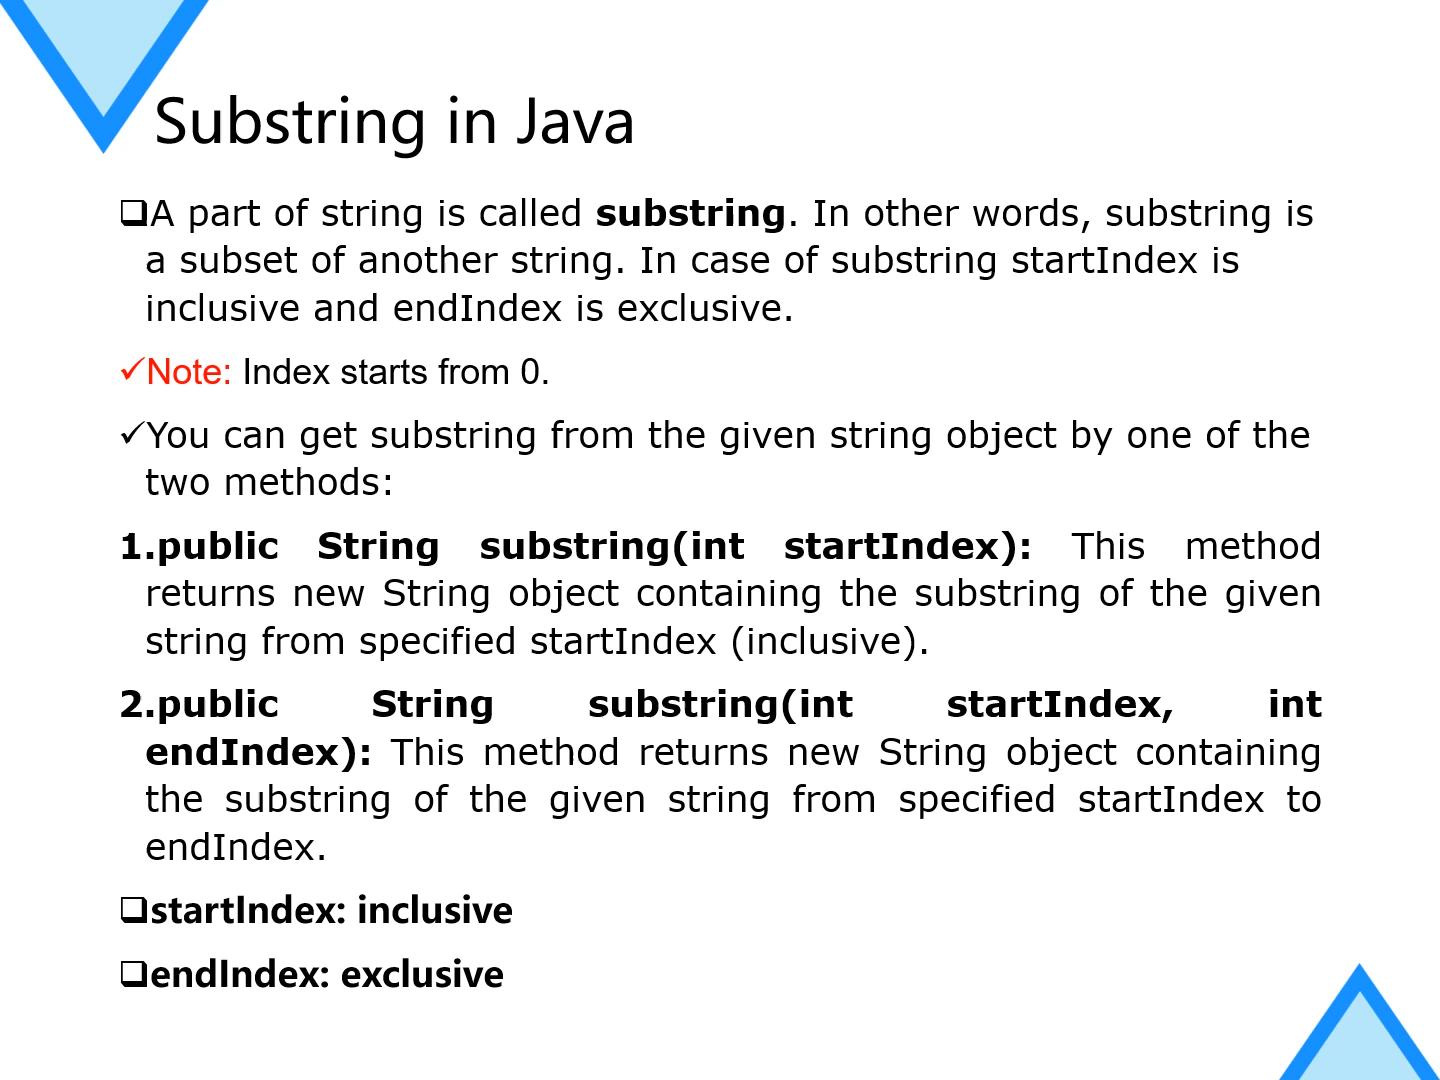 Substring in Java
❑A part of string is called substring. In other words, substring is
a subset of another string. In case of substring startIndex is
inclusive and endIndex is exclusive.
✓Note: Index starts from 0.
✓You can get substring from the given string object by one of the
two methods:
1.public String substring(int startIndex): This method
returns new String object containing the substring of the given
string from specified startIndex (inclusive).
2.public String substring(int startIndex, int
endIndex): This method returns new String object containing
the substring of the given string from specified startIndex to
endIndex.
❑startIndex: inclusive
❑endIndex: exclusive